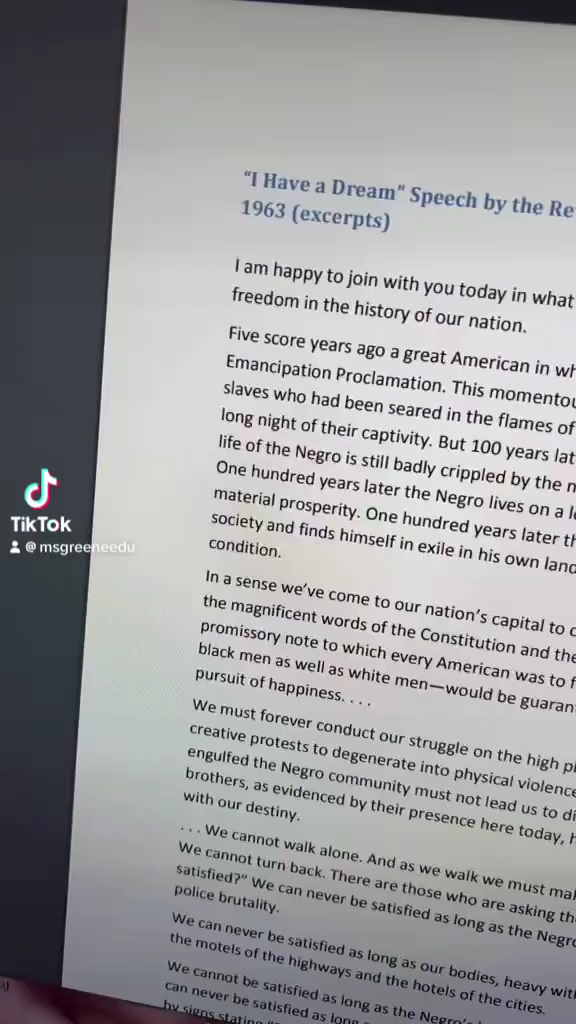 "I Have a Dream" Speech by the Re
1963 (excerpts)
I am happy to join with you today in what
freedom in the history of our nation.
Five score years ago a great American in wh
Emancipation Proclamation. This momentou
slaves who had been seared in the flames of
long night of their captivity. But 100 years lat
life of the Negro is still badly crippled by the m
One hundred years later the Negro lives on a l
material prosperity. One hundred years later th
society and finds himself in exile in his own land
condition.
In a sense we've come to our nation's capital to c
the magnificent words of the Constitution and the
promissory note to which every American was to f
black men as well as white men—would be guaran
pursuit of happiness. . . .
We must forever conduct our struggle on the high pl
creative protests to degenerate into physical violence
engulfed the Negro community must not lead us to di
brothers, as evidenced by their presence here today, h
with our destiny.
. . . We cannot walk alone. And as we walk we must mak
We cannot turn back. There are those who are asking th
satisfied?" We can never be satisfied as long as the Negro
police brutality.
We can never be satisfied as long as our bodies, heavy with
the motels of the highways and the hotels of the cities.
We cannot be satisfied as long as the Negro's
can never be satisfied as long
by signs stating
TikTok
@msgreeneedu